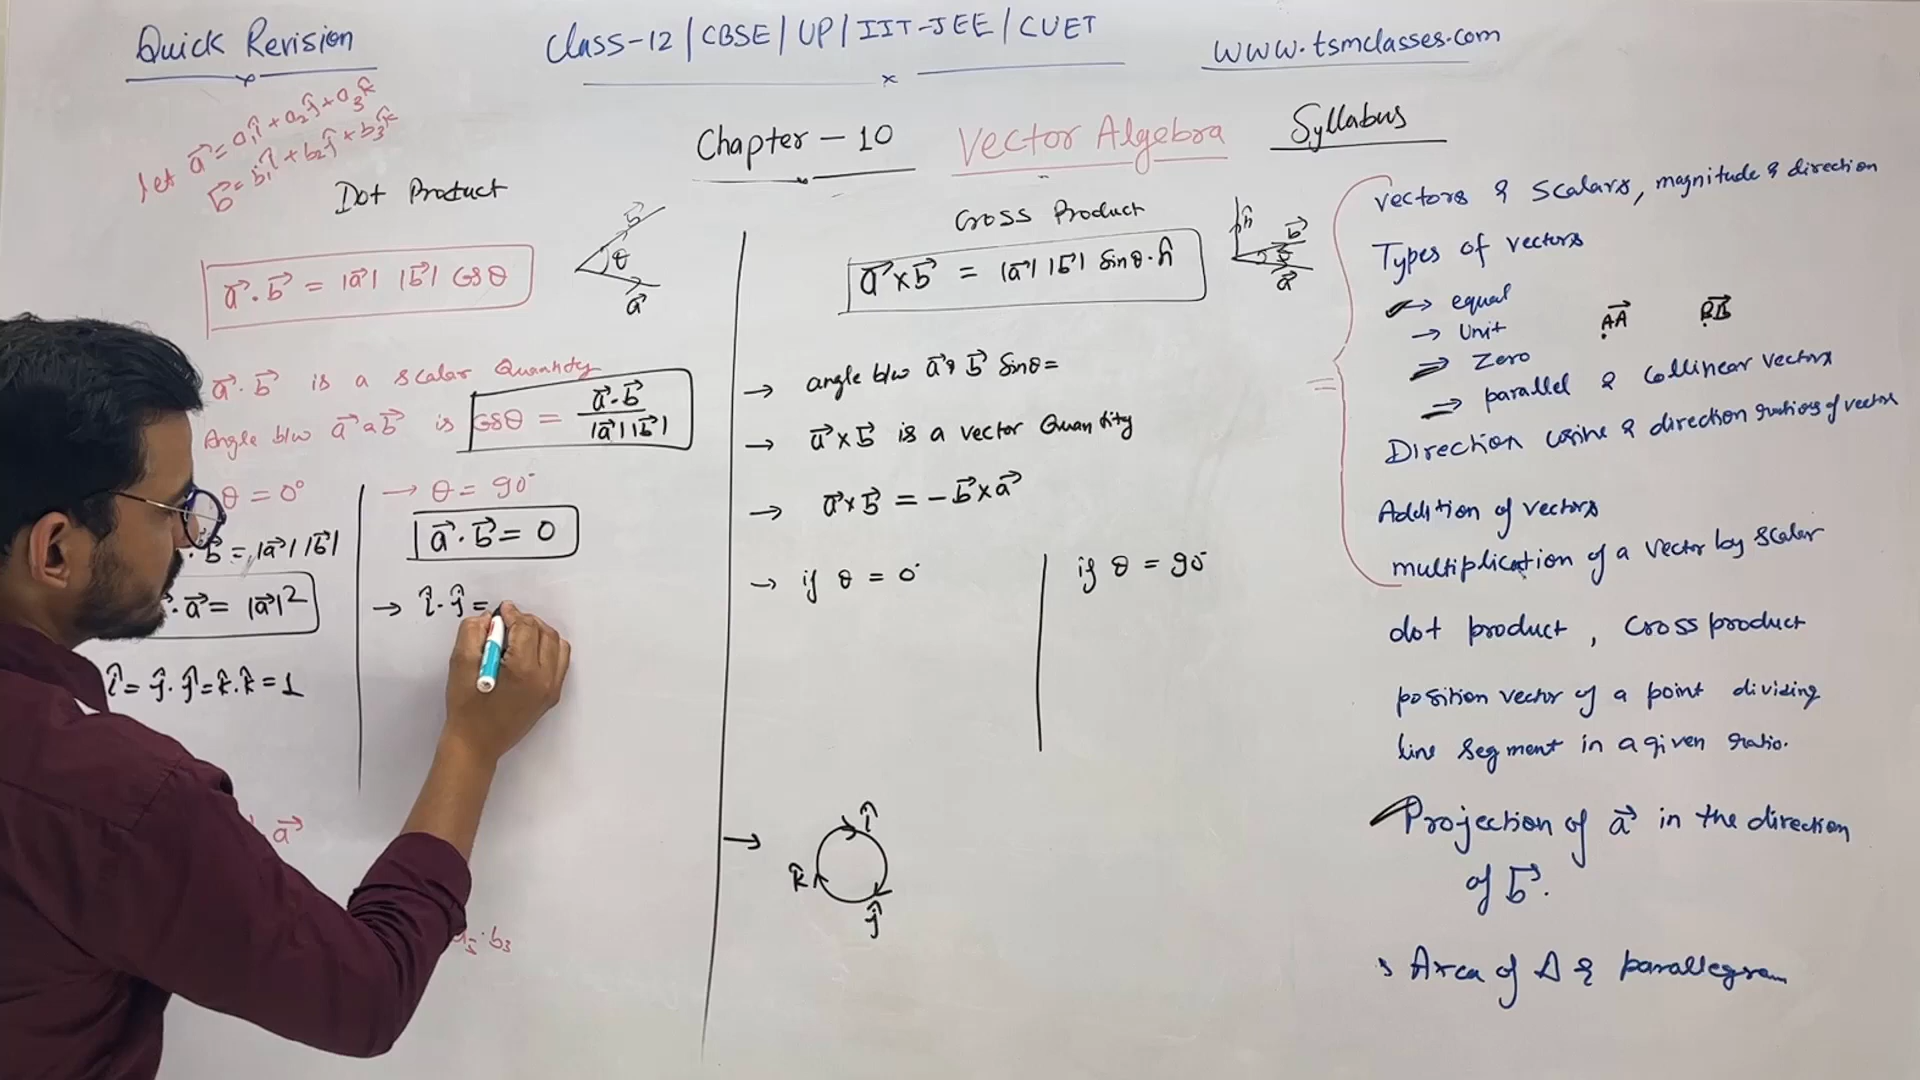 Quick Revision
Class-12 / CBSE / UP / IIT-JEE / CUET
www.tsmclasses.com
let a⃗ = a₁î + a₂ĵ + a₃k̂
b⃗ = b₁î + b₂ĵ + b₃k̂
Chapter – 10 Vector Algebra
Syllabus
Dot Product
a⃗ · b⃗ = |a⃗| |b⃗| cosθ
b⃗
θ
a⃗
a⃗ · b⃗ is a scalar Quantity
Angle b/w a⃗ & b⃗ is cosθ = a⃗·b⃗ / |a⃗||b⃗|
θ = 0°
b⃗ = |a⃗| |b⃗|
· a⃗ = |a⃗|²
î = ĵ·ĵ = k̂·k̂ = 1
→ θ = 90°
a⃗ · b⃗ = 0
→ î·ĵ =
a⃗
· b₃
Cross Product
a⃗ × b⃗ = |a⃗| |b⃗| sinθ · n̂
n̂
b⃗
a⃗
→ angle b/w a⃗ & b⃗ sinθ =
→ a⃗ × b⃗ is a vector Quantity
→ a⃗ × b⃗ = – b⃗ × a⃗
→ if θ = 0°
if θ = 90°
→
î
k̂
ĵ
vectors & scalars, magnitude & direction
Types of vectors
→ equal
→ Unit
AA⃗
→ Zero
→ parallel & collinear vectors
Direction cosine & direction ratios of vector
Addition of vectors
multiplication of a vector by scalar
dot product , cross product
position vector of a point dividing
line segment in a given ratio.
Projection of a⃗ in the direction
of b⃗.
Area of Δ & parallegram